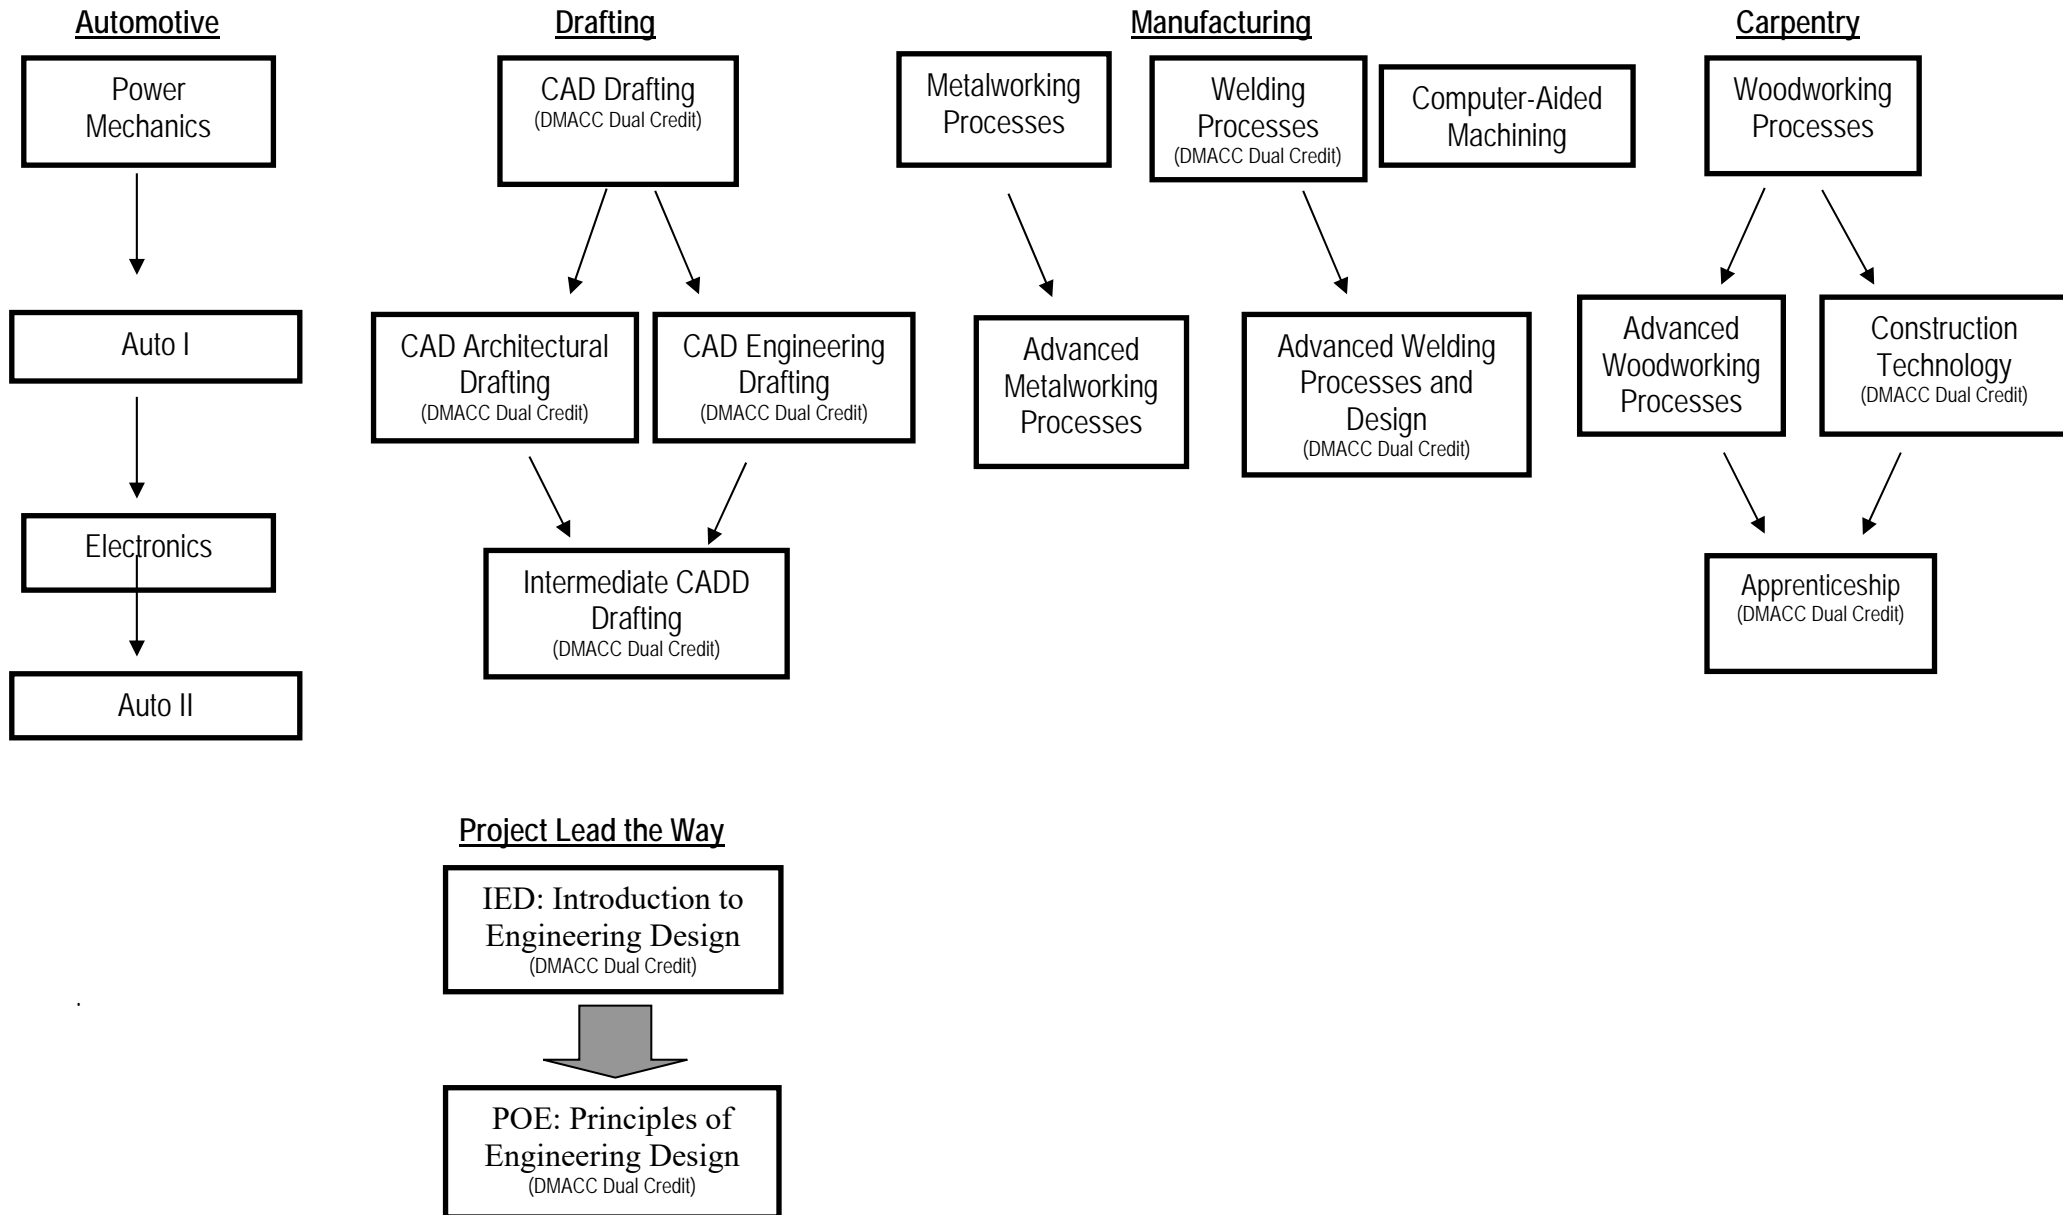 Automotive
Power
Mechanics
Auto I
Electronics
Auto II
Drafting
CAD Drafting
(DMACC Dual Credit)
CAD Architectural
Drafting
(DMACC Dual Credit)
CAD Engineering
Drafting
(DMACC Dual Credit)
Intermediate CADD
Drafting
(DMACC Dual Credit)
Manufacturing
Metalworking
Processes
Welding
Processes
(DMACC Dual Credit)
Computer-Aided
Machining
Advanced
Metalworking
Processes
Advanced Welding
Processes and
Design
(DMACC Dual Credit)
Carpentry
Woodworking
Processes
Advanced
Woodworking
Processes
Construction
Technology
(DMACC Dual Credit)
Apprenticeship
(DMACC Dual Credit)
Project Lead the Way
IED: Introduction to
Engineering Design
(DMACC Dual Credit)
.
POE: Principles of
Engineering Design
(DMACC Dual Credit)